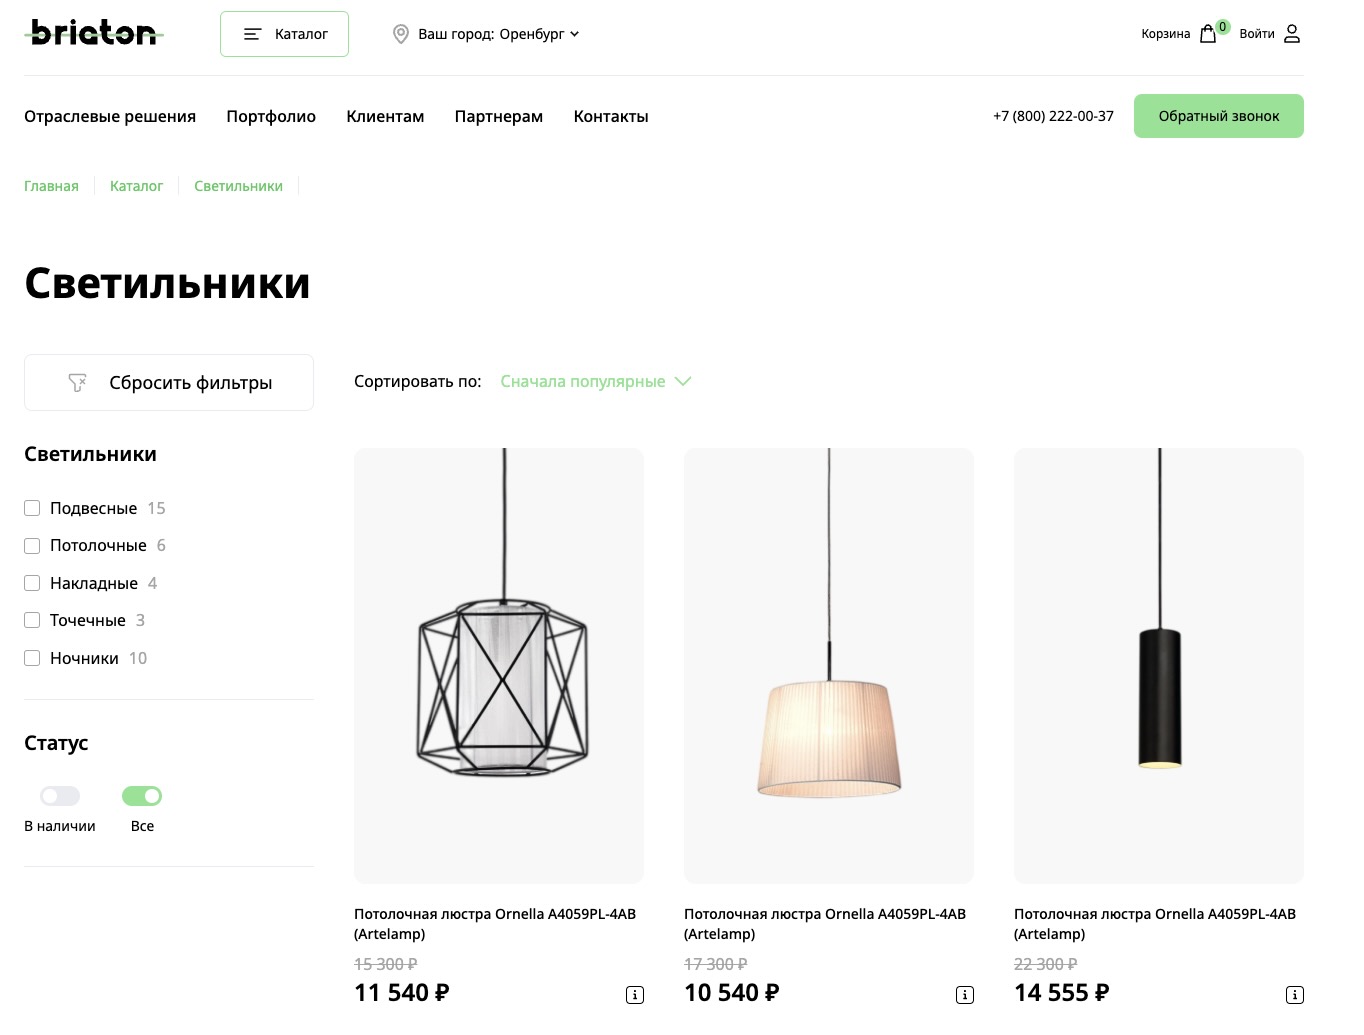 brieton
Каталог
Ваш город: Оренбург
Корзина 0 Войти
Отраслевые решения Портфолио Клиентам Партнерам Контакты
+7 (800) 222-00-37 Обратный звонок
Главная Каталог Светильники
Светильники
Сбросить фильтры
Сортировать по: Сначала популярные
Светильники
Подвесные 15
Потолочные 6
Накладные 4
Точечные 3
Ночники 10
Статус
В наличии Все
Потолочная люстра Ornella A4059PL-4AB
(Artelamp)
15 300 ₽
11 540 ₽
Потолочная люстра Ornella A4059PL-4AB
(Artelamp)
17 300 ₽
10 540 ₽
Потолочная люстра Ornella A4059PL-4AB
(Artelamp)
22 300 ₽
14 555 ₽